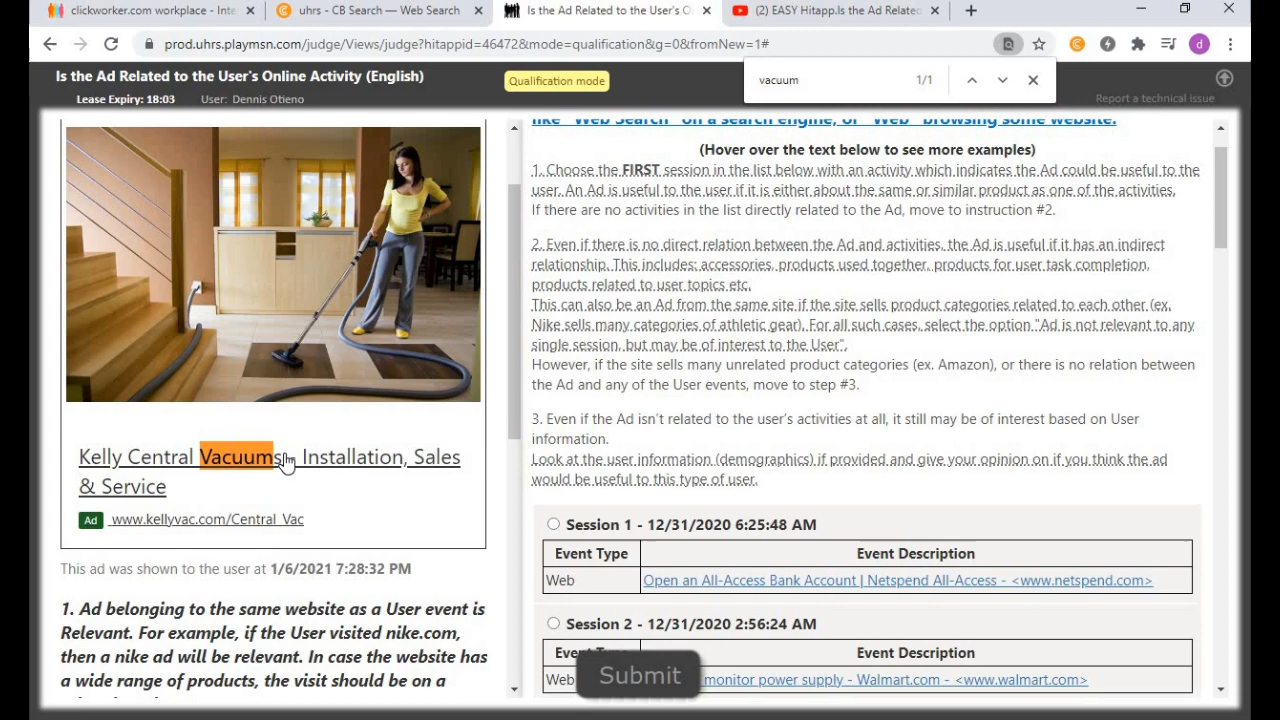 clickworker.com workplace - Inte
uhrs - CB Search — Web Search
Is the Ad Related to the User's O
(2) EASY Hitapp.Is the Ad Related
prod.uhrs.playmsn.com/judge/Views/judge?hitappid=46472&mode=qualification&g=0&fromNew=1#
d
Is the Ad Related to the User's Online Activity (English)
Qualification mode
vacuum
1/1
Lease Expiry: 18:03 User: Dennis Otieno
Report a technical issue
like "Web Search" on a search engine, or "Web" browsing some website.
(Hover over the text below to see more examples)
1. Choose the FIRST session in the list below with an activity which indicates the Ad could be useful to the
user. An Ad is useful to the user if it is either about the same or similar product as one of the activities.
If there are no activities in the list directly related to the Ad, move to instruction #2.
2. Even if there is no direct relation between the Ad and activities, the Ad is useful if it has an indirect
relationship. This includes: accessories, products used together, products for user task completion,
products related to user topics etc.
This can also be an Ad from the same site if the site sells product categories related to each other (ex.
Nike sells many categories of athletic gear). For all such cases, select the option "Ad is not relevant to any
single session, but may be of interest to the User".
However, if the site sells many unrelated product categories (ex. Amazon), or there is no relation between
the Ad and any of the User events, move to step #3.
3. Even if the Ad isn't related to the user's activities at all, it still may be of interest based on User
information.
Look at the user information (demographics) if provided and give your opinion on if you think the ad
would be useful to this type of user.
Kelly Central Vacuums - Installation, Sales
& Service
Ad www.kellyvac.com/Central_Vac
This ad was shown to the user at 1/6/2021 7:28:32 PM
1. Ad belonging to the same website as a User event is
Relevant. For example, if the User visited nike.com,
then a nike ad will be relevant. In case the website has
a wide range of products, the visit should be on a
Session 1 - 12/31/2020 6:25:48 AM
Event Type Event Description
Web Open an All-Access Bank Account | Netspend All-Access - <www.netspend.com>
Session 2 - 12/31/2020 2:56:24 AM
Event Description
Web monitor power supply - Walmart.com - <www.walmart.com>
Submit